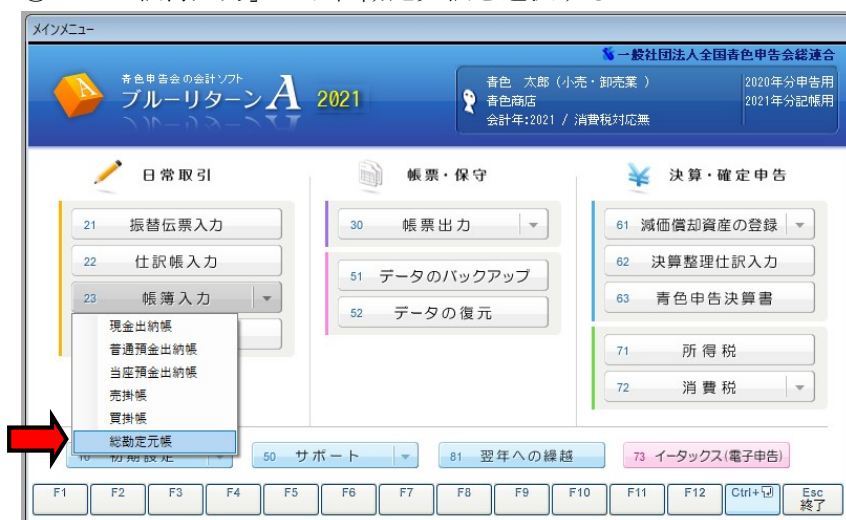 メインメニュー
一般社団法人全国青色申告会総連合
青色申告会の会計ソフト
ブルーリターンA 2021
青色 太郎（小売・卸売業 ）
青色商店
会計年:2021 / 消費税対応無
2020年分申告用
2021年分記帳用
日常取引
21 振替伝票入力
22 仕訳帳入力
23 帳簿入力
現金出納帳
普通預金出納帳
当座預金出納帳
売掛帳
買掛帳
総勘定元帳
帳票・保守
30 帳票出力
51 データのバックアップ
52 データの復元
決算・確定申告
61 減価償却資産の登録
62 決算整理仕訳入力
63 青色申告決算書
71 所得税
72 消費税
10 初期設定
50 サポート
81 翌年への繰越
73 イータックス(電子申告)
F1 F2 F3 F4 F5 F6 F7 F8 F9 F10 F11 F12 Ctrl+ Esc
終了